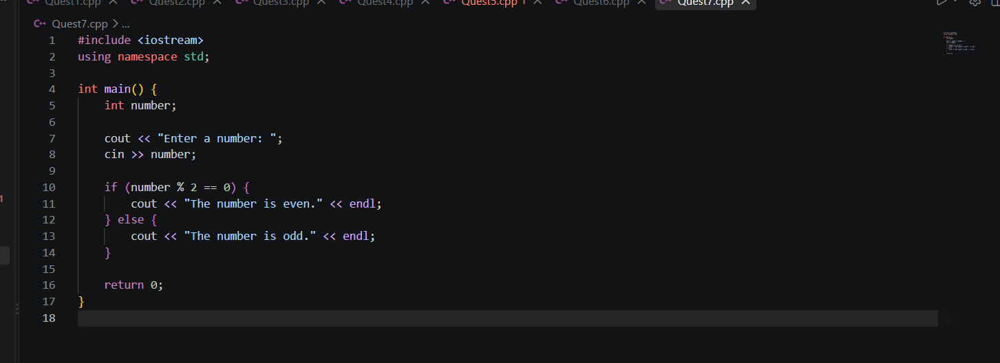 Quest1.cpp Quest2.cpp Quest3.cpp Quest4.cpp Quest5.cpp 1 Quest6.cpp Quest7.cpp
Quest7.cpp > ...
1 #include <iostream>
2 using namespace std;
3
4 int main() {
5     int number;
6
7     cout << "Enter a number: ";
8     cin >> number;
9
10     if (number % 2 == 0) {
11         cout << "The number is even." << endl;
12     } else {
13         cout << "The number is odd." << endl;
14     }
15
16     return 0;
17 }
18
1